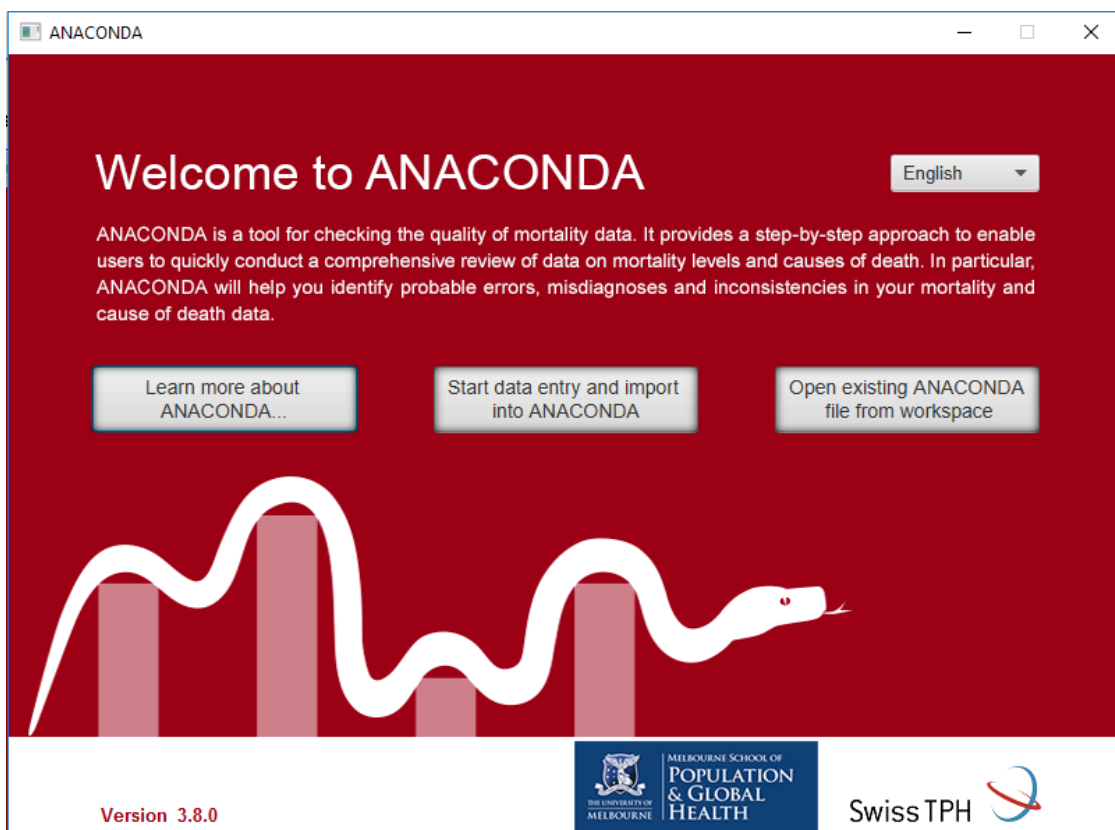 ANACONDA
Welcome to ANACONDA
English
ANACONDA is a tool for checking the quality of mortality data. It provides a step-by-step approach to enable
users to quickly conduct a comprehensive review of data on mortality levels and causes of death. In particular,
ANACONDA will help you identify probable errors, misdiagnoses and inconsistencies in your mortality and
cause of death data.
Learn more about
ANACONDA...
Start data entry and import
into ANACONDA
Open existing ANACONDA
file from workspace
THE UNIVERSITY OF
MELBOURNE
MELBOURNE SCHOOL OF
POPULATION
& GLOBAL
HEALTH
Swiss TPH
Version 3.8.0